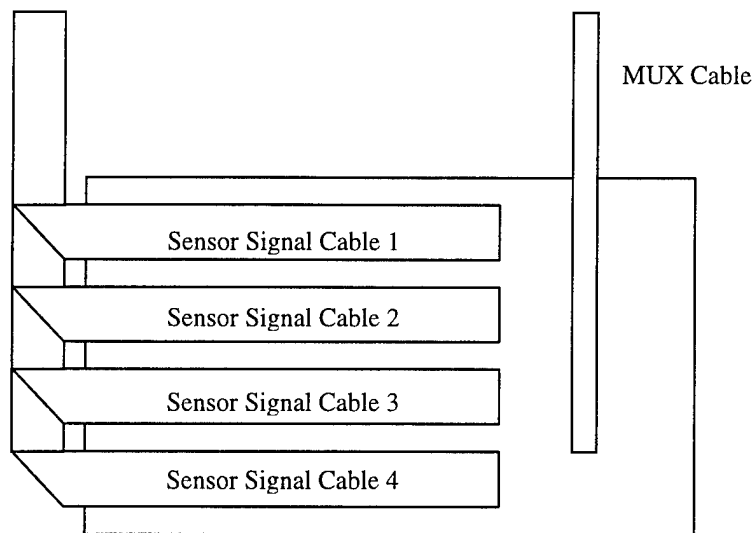 MUX Cable
Sensor Signal Cable 1
Sensor Signal Cable 2
Sensor Signal Cable 3
Sensor Signal Cable 4